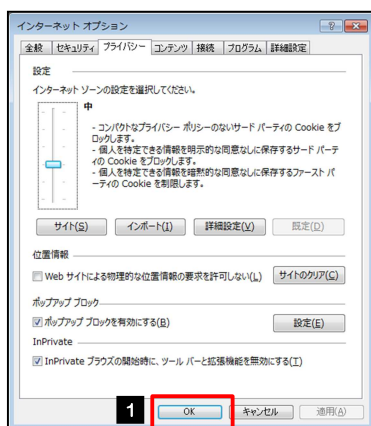 インターネット オプション
全般 セキュリティ プライバシー コンテンツ 接続 プログラム 詳細設定
設定
インターネット ゾーンの設定を選択してください。
中
- コンパクトなプライバシー ポリシーのないサード パーティの Cookie をブ
ロックします。
- 個人を特定できる情報を明示的な同意なしに保存するサード パーテ
ィの Cookie をブロックします。
- 個人を特定できる情報を暗黙的な同意なしに保存するファースト パ
ーティの Cookie を制限します。
サイト(S) インポート(I) 詳細設定(V) 既定(D)
位置情報
Web サイトによる物理的な位置情報の要求を許可しない(L) サイトのクリア(C)
ポップアップ ブロック
ポップアップ ブロックを有効にする(B) 設定(E)
InPrivate
InPrivate ブラウズの開始時に、ツール バーと拡張機能を無効にする(T)
1 OK キャンセル 適用(A)